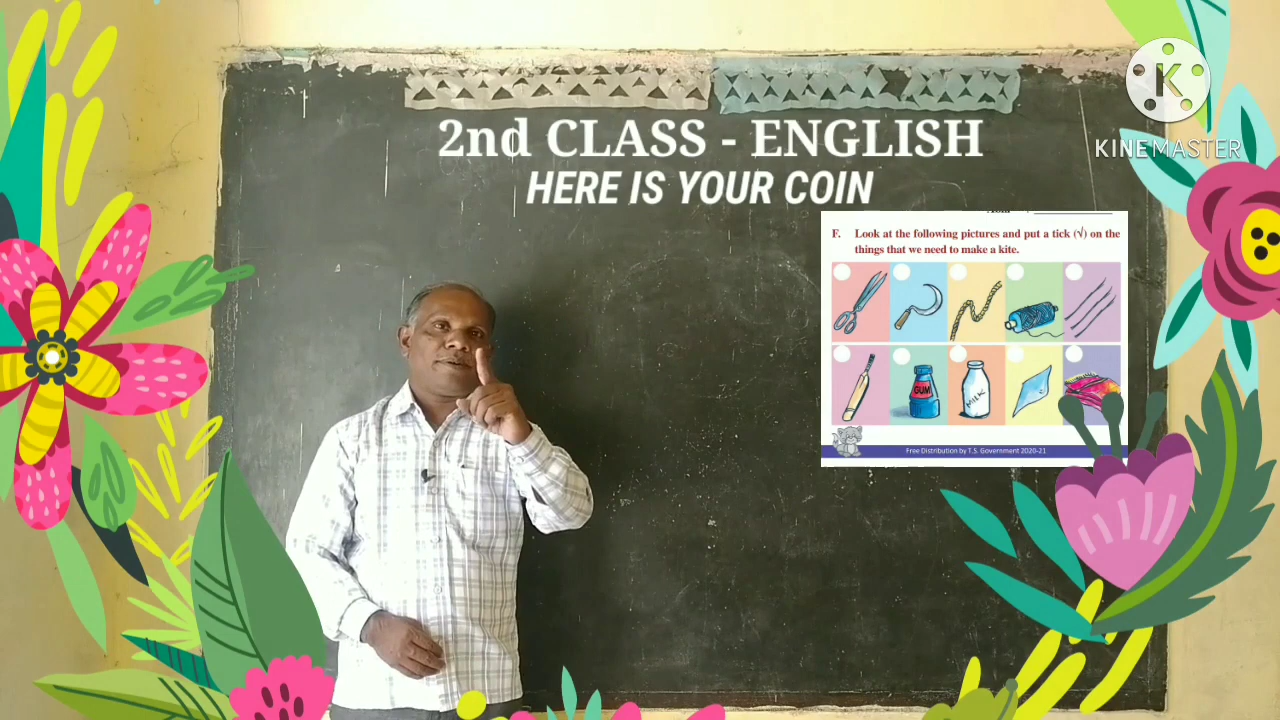 2nd CLASS - ENGLISH
HERE IS YOUR COIN
KINEMASTER
F. Look at the following pictures and put a tick (√) on the
things that we need to make a kite.
GUM
MILK
Free Distribution by T.S. Government 2020-21